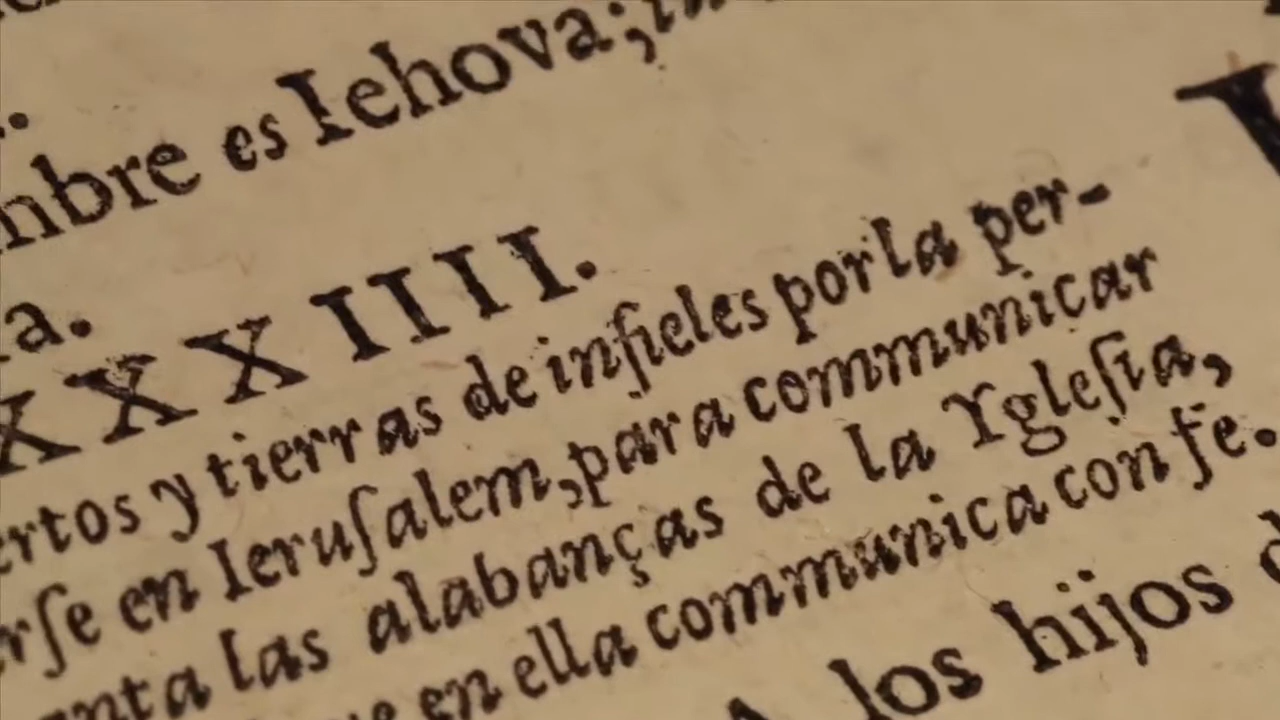 mbre es Iehova;
a.
XXXIIII.
ertos y tierras de infieles por la per-
rſe en Ieruſalem, para communicar
nta las alabanças de la Ygleſia,
en ella communica con fe.
A los hijos d